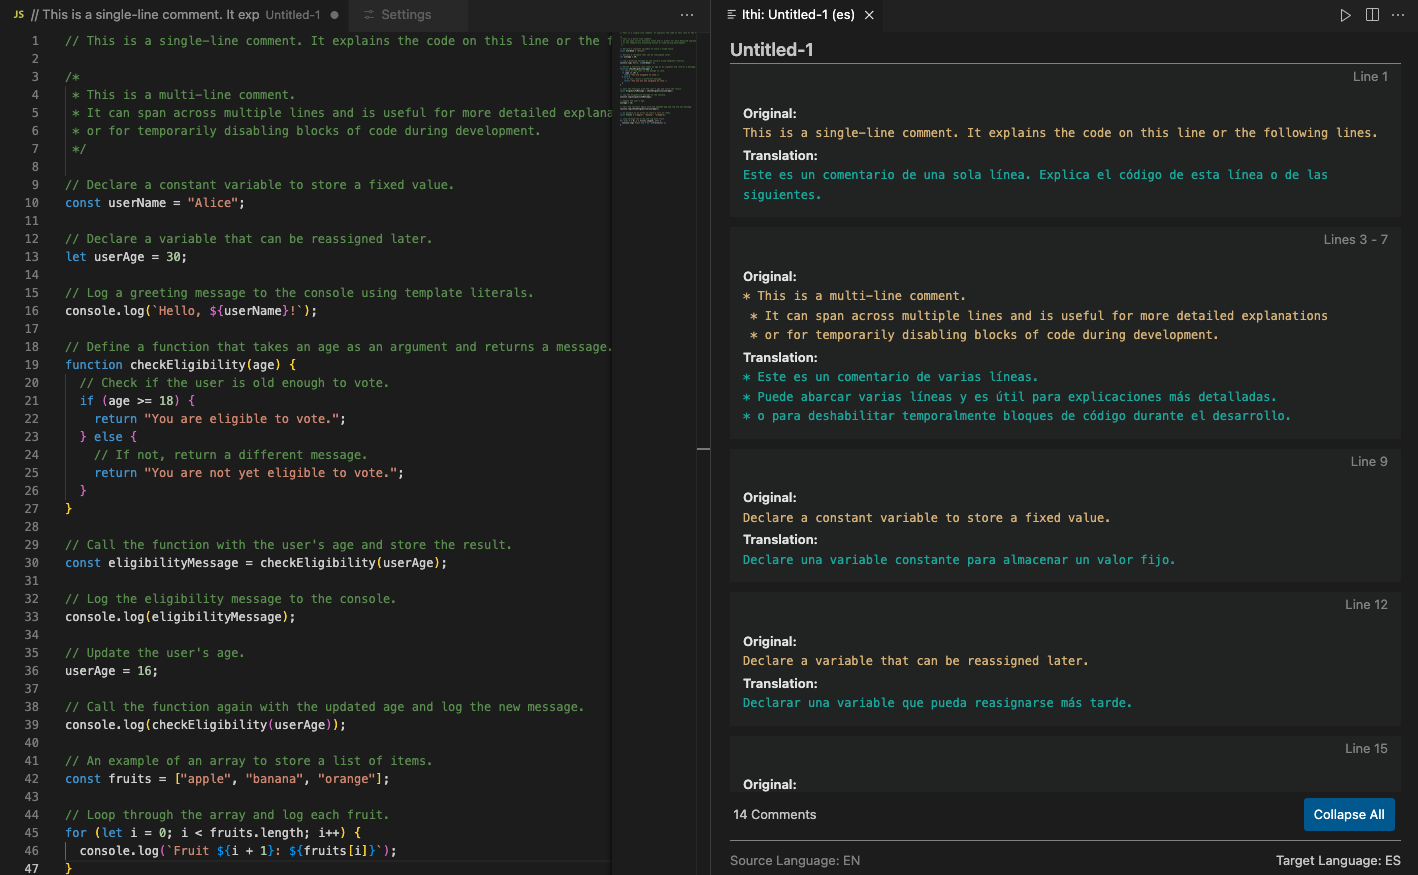 JS // This is a single-line comment. It exp Untitled-1 ● Settings ···
1 // This is a single-line comment. It explains the code on this line or the f
2
3 /*
4 * This is a multi-line comment.
5 * It can span across multiple lines and is useful for more detailed explana
6 * or for temporarily disabling blocks of code during development.
7 */
8
9 // Declare a constant variable to store a fixed value.
10 const userName = "Alice";
11
12 // Declare a variable that can be reassigned later.
13 let userAge = 30;
14
15 // Log a greeting message to the console using template literals.
16 console.log(`Hello, ${userName}!`);
17
18 // Define a function that takes an age as an argument and returns a message.
19 function checkEligibility(age) {
20 // Check if the user is old enough to vote.
21 if (age >= 18) {
22 return "You are eligible to vote.";
23 } else {
24 // If not, return a different message.
25 return "You are not yet eligible to vote.";
26 }
27 }
28
29 // Call the function with the user's age and store the result.
30 const eligibilityMessage = checkEligibility(userAge);
31
32 // Log the eligibility message to the console.
33 console.log(eligibilityMessage);
34
35 // Update the user's age.
36 userAge = 16;
37
38 // Call the function again with the updated age and log the new message.
39 console.log(checkEligibility(userAge));
40
41 // An example of an array to store a list of items.
42 const fruits = ["apple", "banana", "orange"];
43
44 // Loop through the array and log each fruit.
45 for (let i = 0; i < fruits.length; i++) {
46 console.log(`Fruit ${i + 1}: ${fruits[i]}`);
47 }
Ithi: Untitled-1 (es) ×
Untitled-1
Line 1
Original:
This is a single-line comment. It explains the code on this line or the following lines.
Translation:
Este es un comentario de una sola línea. Explica el código de esta línea o de las
siguientes.
Lines 3 - 7
Original:
* This is a multi-line comment.
* It can span across multiple lines and is useful for more detailed explanations
* or for temporarily disabling blocks of code during development.
Translation:
* Este es un comentario de varias líneas.
* Puede abarcar varias líneas y es útil para explicaciones más detalladas.
* o para deshabilitar temporalmente bloques de código durante el desarrollo.
Line 9
Original:
Declare a constant variable to store a fixed value.
Translation:
Declare una variable constante para almacenar un valor fijo.
Line 12
Original:
Declare a variable that can be reassigned later.
Translation:
Declarar una variable que pueda reasignarse más tarde.
Line 15
Original:
14 Comments
Collapse All
Source Language: EN
Target Language: ES